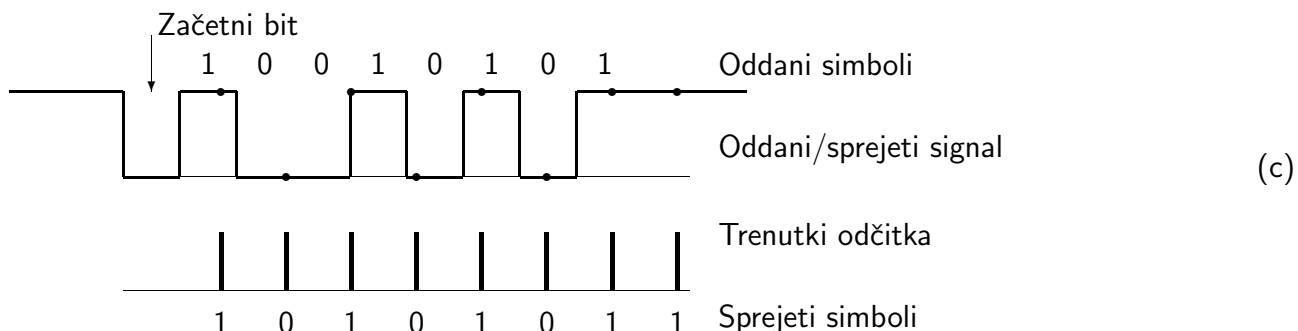 Začetni bit
1 0 0 1 0 1 0 1 Oddani simboli
Oddani/sprejeti signal
(c)
Trenutki odčitka
1 0 1 0 1 0 1 1 Sprejeti simboli